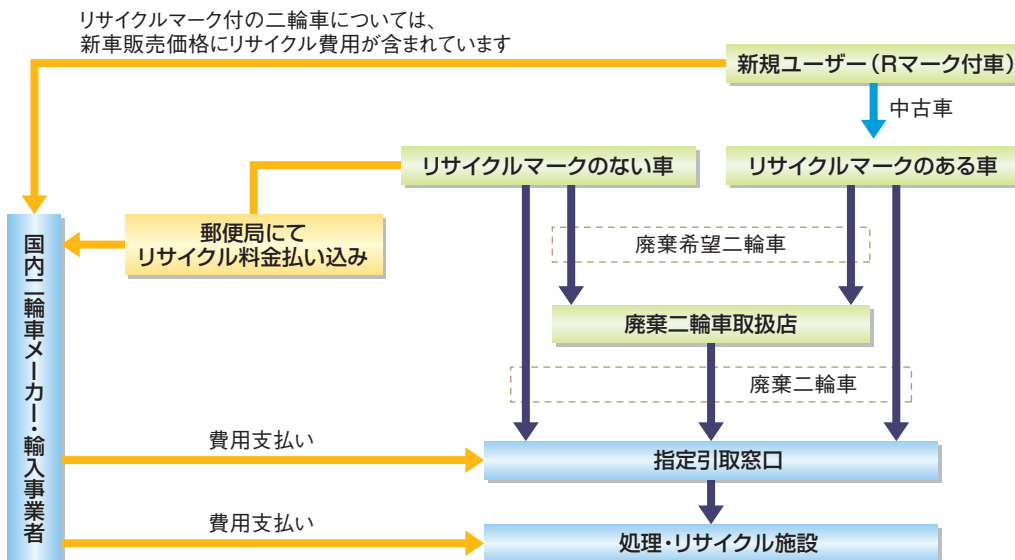 リサイクルマーク付の二輪車については、
新車販売価格にリサイクル費用が含まれています
新規ユーザー（Rマーク付車）
中古車
リサイクルマークのない車
リサイクルマークのある車
郵便局にて
リサイクル料金払い込み
国内二輪車メーカー・輸入事業者
廃棄希望二輪車
廃棄二輪車取扱店
廃棄二輪車
費用支払い
指定引取窓口
費用支払い
処理・リサイクル施設